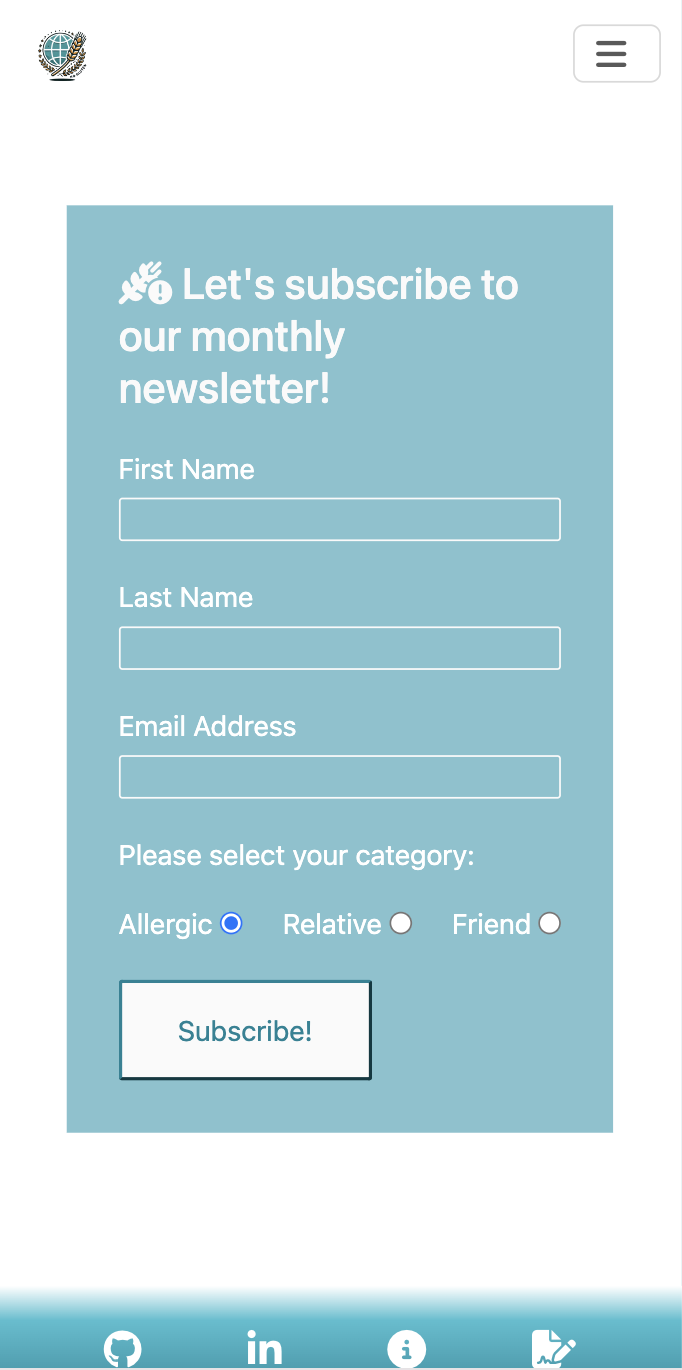 Let's subscribe to
our monthly
newsletter!
First Name
Last Name
Email Address
Please select your category:
Allergic Relative Friend
Subscribe!
in